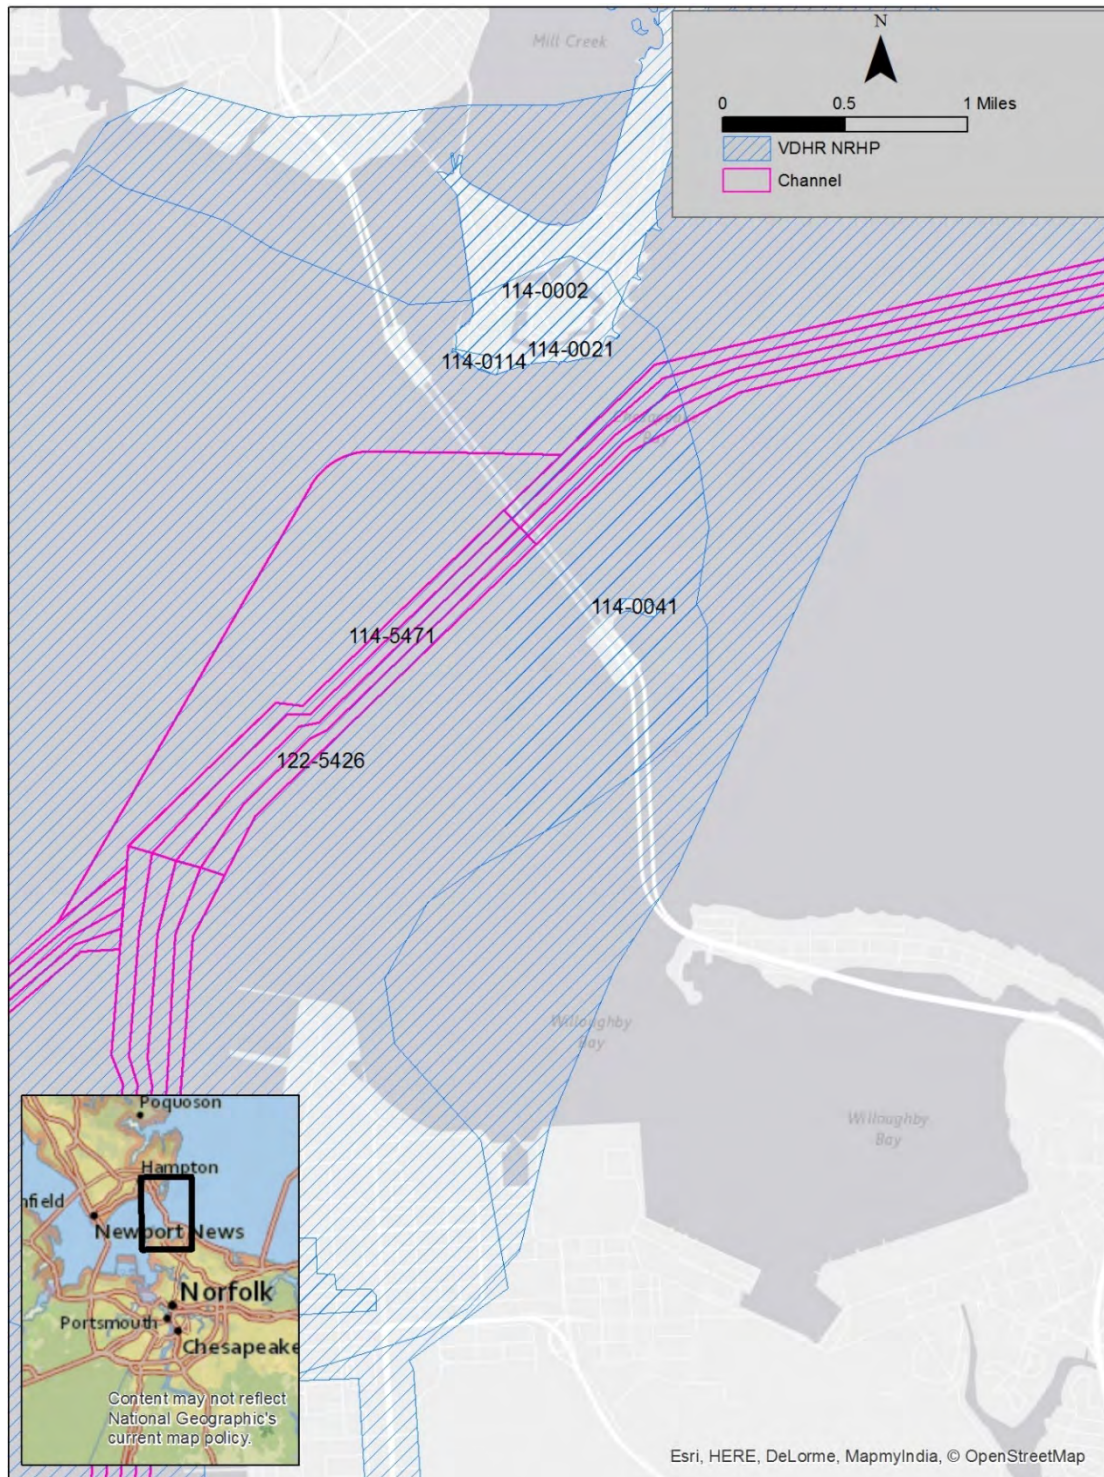 Mill Creek
N
0 0.5 1 Miles
VDHR NRHP
Channel
114-0002
114-0021
114-0114
114-0041
114-5471
122-5426
Willoughby
Bay
Willoughby
Bay
Poquoson
Hampton
nfield
Newport News
Norfolk
Portsmouth
Chesapeake
Content may not reflect
National Geographic's
current map policy.
Esri, HERE, DeLorme, MapmyIndia, © OpenStreetMap